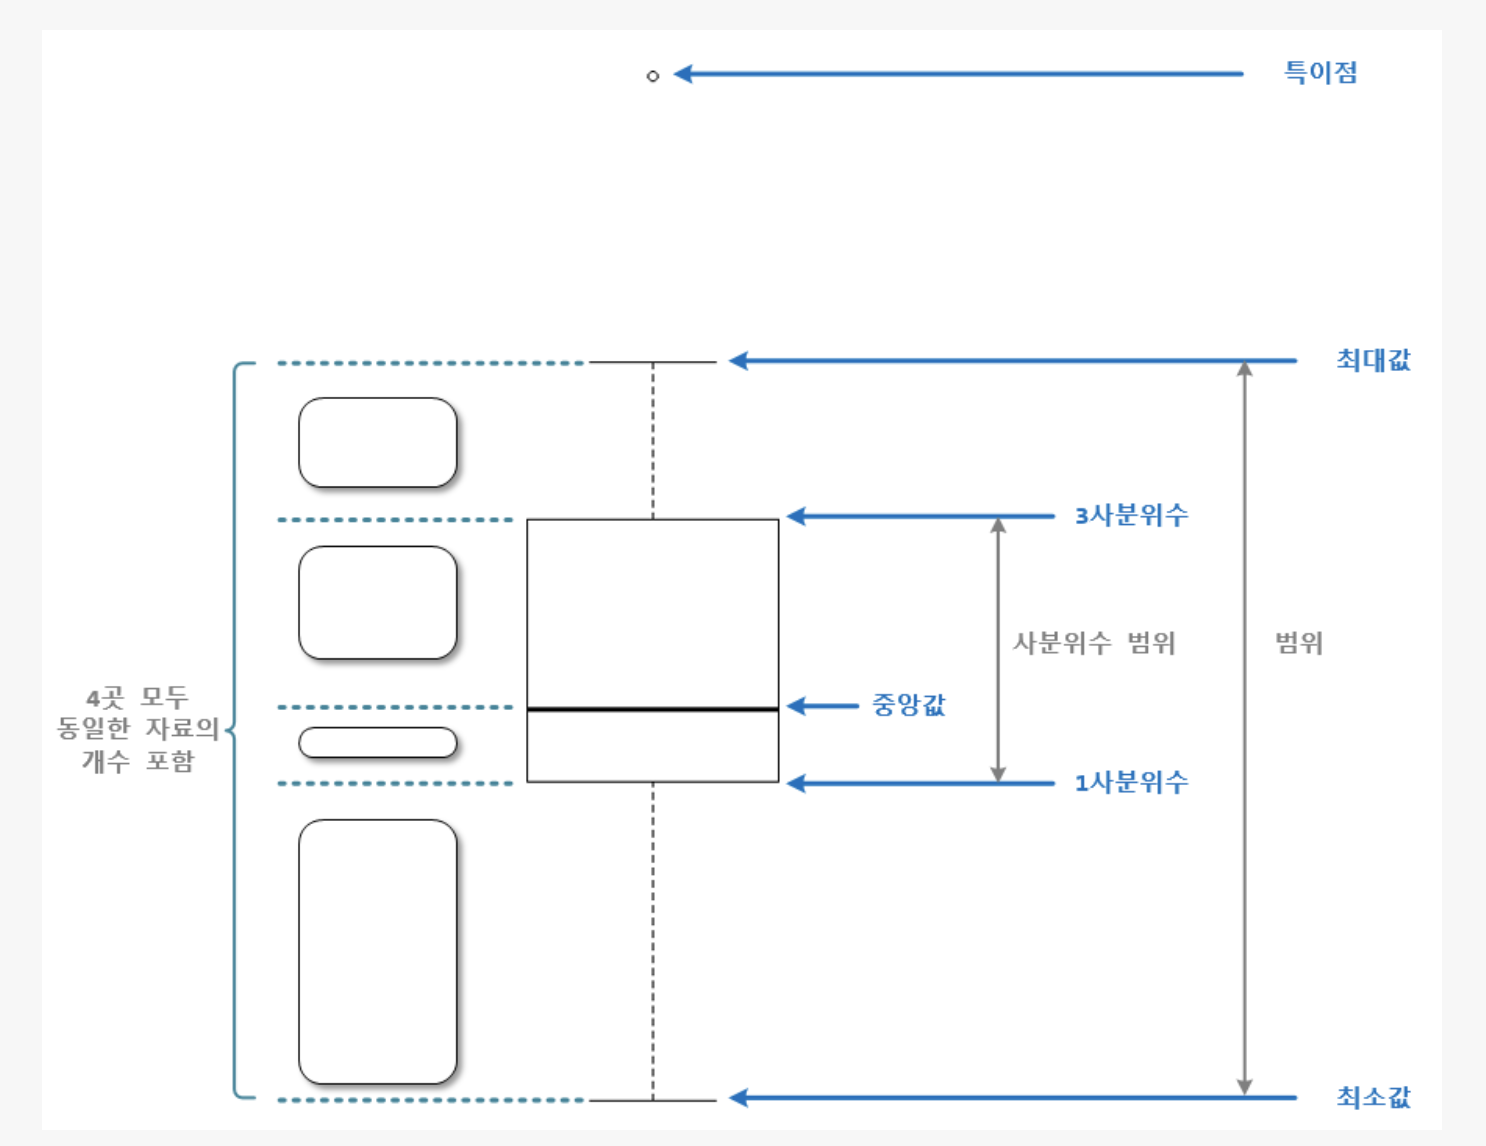 특이점
최대값
3사분위수
사분위수 범위
범위
4곳 모두
동일한 자료의
개수 포함
중앙값
1사분위수
최소값